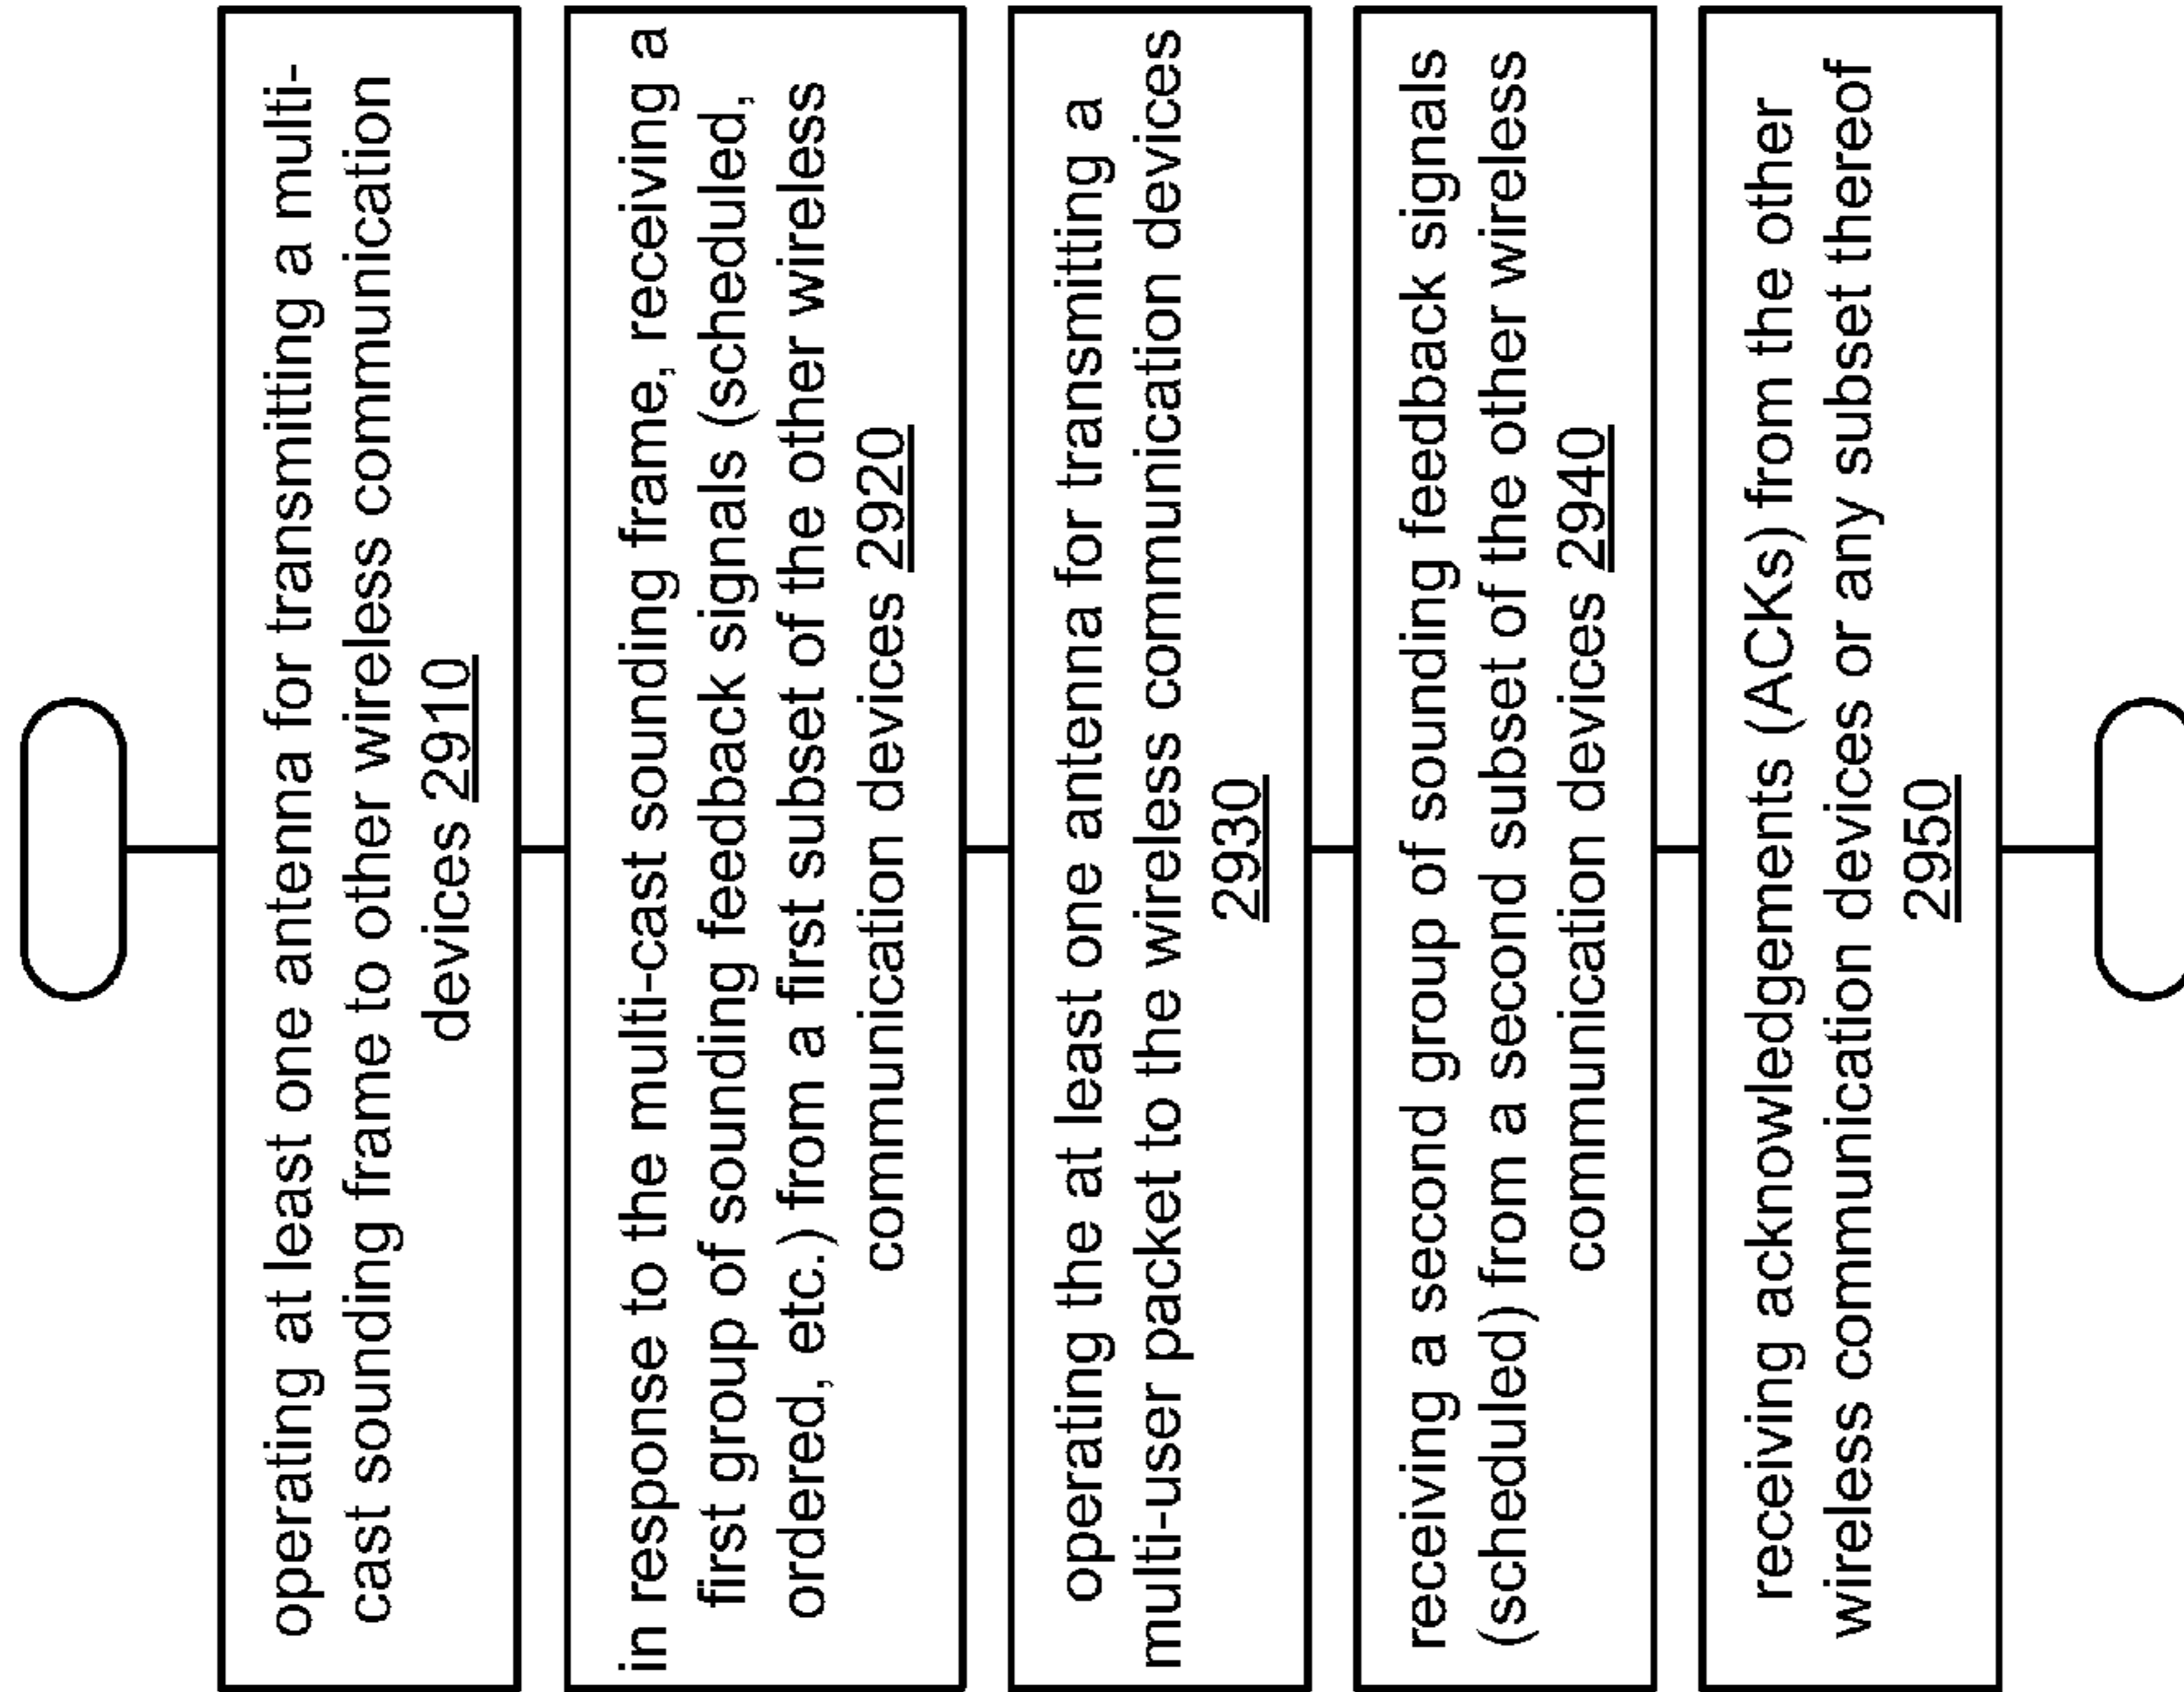 operating at least one antenna for transmitting a multi-
cast sounding frame to other wireless communication
devices 2910
in response to the multi-cast sounding frame, receiving a
first group of sounding feedback signals (scheduled,
ordered, etc.) from a first subset of the other wireless
communication devices 2920
operating the at least one antenna for transmitting a
multi-user packet to the wireless communication devices
2930
receiving a second group of sounding feedback signals
(scheduled) from a second subset of the other wireless
communication devices 2940
receiving acknowledgements (ACKs) from the other
wireless communication devices or any subset thereof
2950